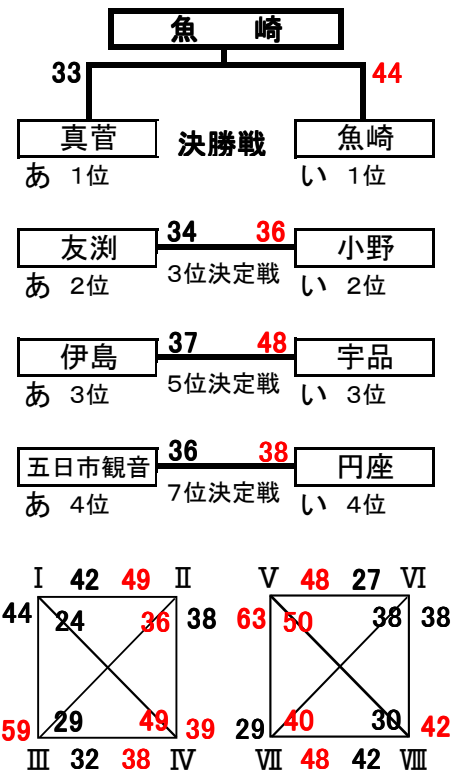 魚 崎
33 44
真菅 決勝戦 魚崎
あ 1位 い 1位
34 36
友渕 小野
3位決定戦
あ 2位 い 2位
37 48
伊島 宇品
5位決定戦
あ 3位 い 3位
36 38
五日市観音 円座
7位決定戦
あ 4位 い 4位
Ⅰ 42 49 Ⅱ Ⅴ 48 27 Ⅵ
44 24 36 38 63 50 38 38
59 29 49 39 29 40 30 42
Ⅲ 32 38 Ⅳ Ⅶ 48 42 Ⅷ